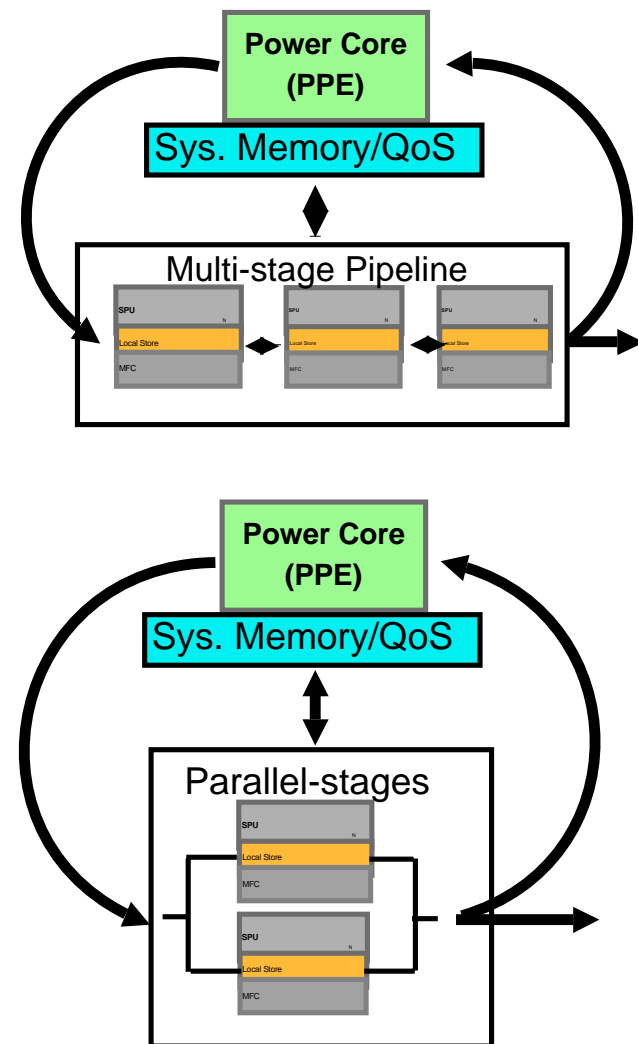 Power Core
(PPE)
Sys. Memory/QoS
Multi-stage Pipeline
SPU
N
Local Store
MFC
SPU
N
Local Store
MFC
SPU
N
Local Store
MFC
Power Core
(PPE)
Sys. Memory/QoS
Parallel-stages
SPU
N
Local Store
MFC
SPU
N
Local Store
MFC